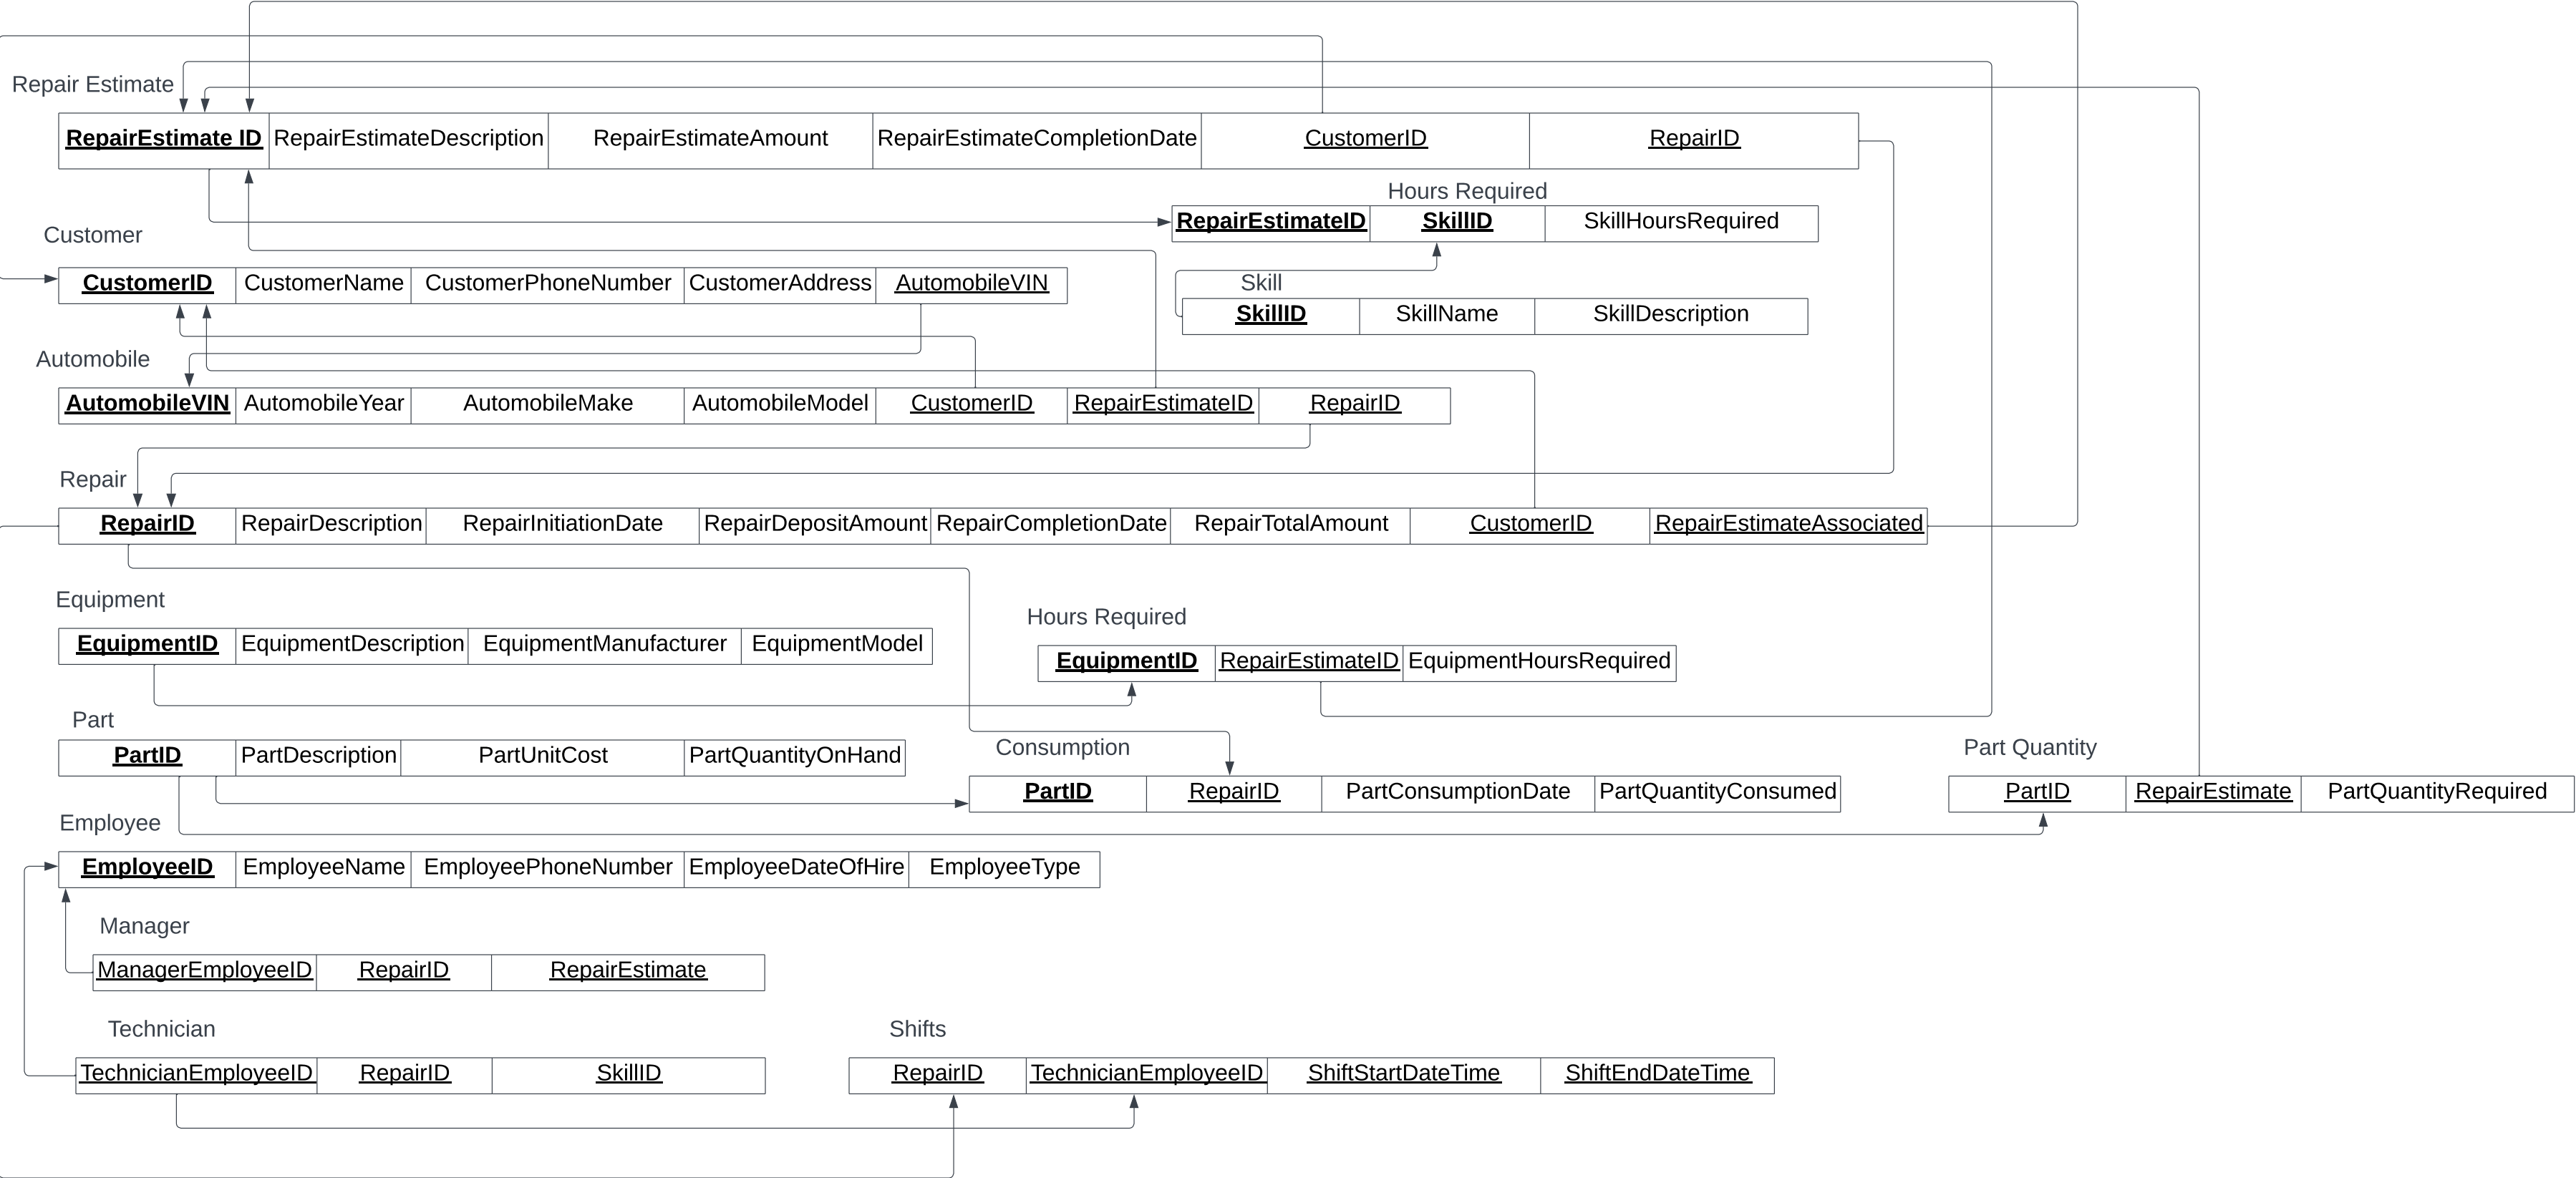 Repair Estimate
RepairEstimate ID RepairEstimateDescription RepairEstimateAmount RepairEstimateCompletionDate CustomerID RepairID
Hours Required
RepairEstimateID SkillID SkillHoursRequired
Customer
CustomerID CustomerName CustomerPhoneNumber CustomerAddress AutomobileVIN
Skill
SkillID SkillName SkillDescription
Automobile
AutomobileVIN AutomobileYear AutomobileMake AutomobileModel CustomerID RepairEstimateID RepairID
Repair
RepairID RepairDescription RepairInitiationDate RepairDepositAmount RepairCompletionDate RepairTotalAmount CustomerID RepairEstimateAssociated
Equipment
EquipmentID EquipmentDescription EquipmentManufacturer EquipmentModel
Hours Required
EquipmentID RepairEstimateID EquipmentHoursRequired
Part
PartID PartDescription PartUnitCost PartQuantityOnHand
Consumption
PartID RepairID PartConsumptionDate PartQuantityConsumed
Part Quantity
PartID RepairEstimate PartQuantityRequired
Employee
EmployeeID EmployeeName EmployeePhoneNumber EmployeeDateOfHire EmployeeType
Manager
ManagerEmployeeID RepairID RepairEstimate
Technician
TechnicianEmployeeID RepairID SkillID
Shifts
RepairID TechnicianEmployeeID ShiftStartDateTime ShiftEndDateTime